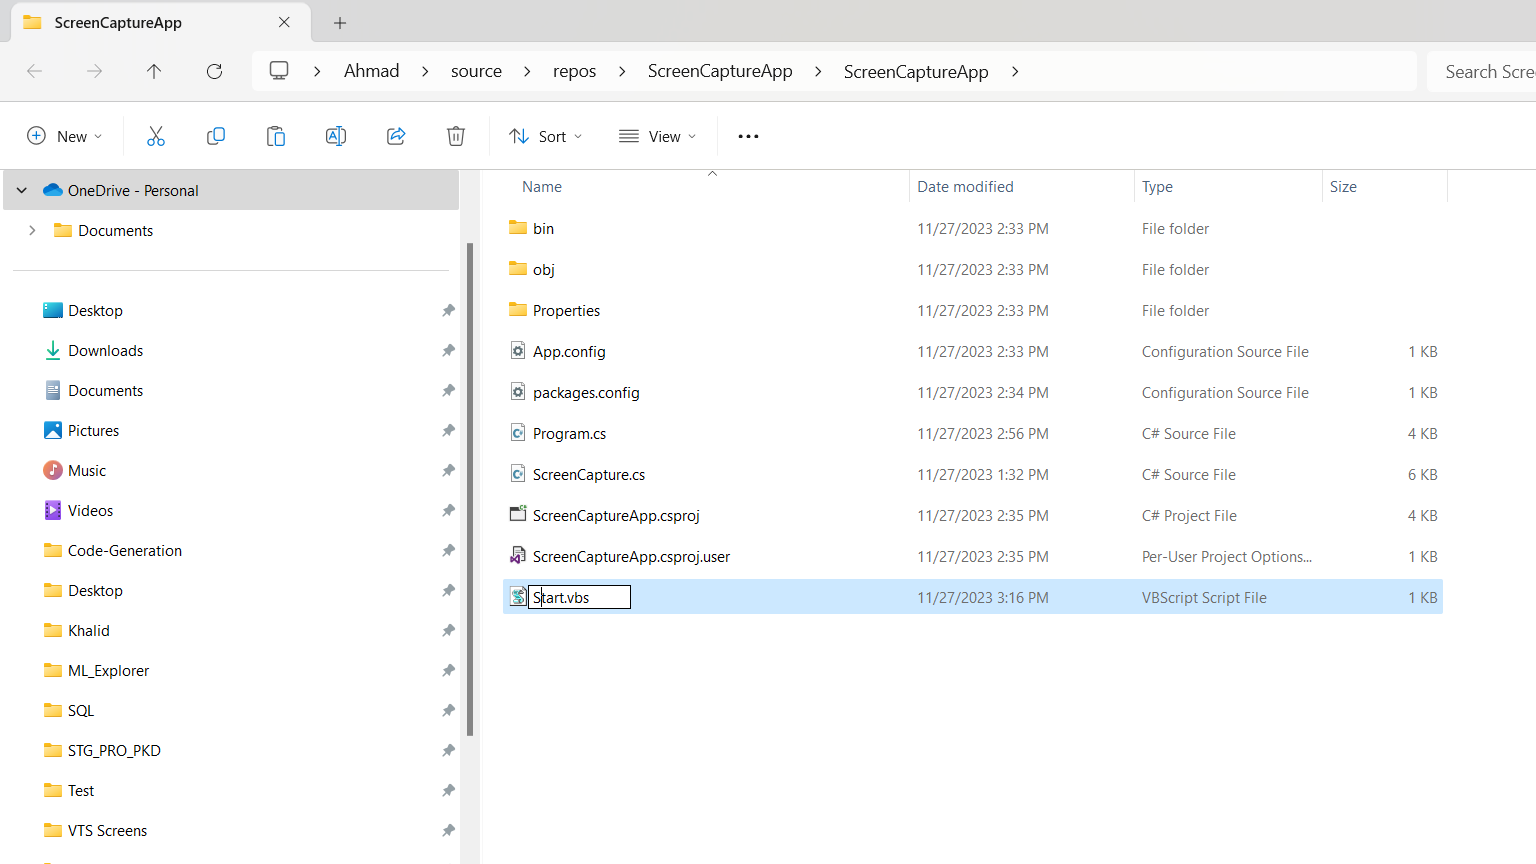 ScreenCaptureApp
Ahmad source repos ScreenCaptureApp ScreenCaptureApp
Search Scre
New Sort View
OneDrive - Personal
Documents
Desktop
Downloads
Documents
Pictures
Music
Videos
Code-Generation
Desktop
Khalid
ML_Explorer
SQL
STG_PRO_PKD
Test
VTS Screens
Name Date modified Type Size
bin 11/27/2023 2:33 PM File folder
obj 11/27/2023 2:33 PM File folder
Properties 11/27/2023 2:33 PM File folder
App.config 11/27/2023 2:33 PM Configuration Source File 1 KB
packages.config 11/27/2023 2:34 PM Configuration Source File 1 KB
Program.cs 11/27/2023 2:56 PM C# Source File 4 KB
ScreenCapture.cs 11/27/2023 1:32 PM C# Source File 6 KB
ScreenCaptureApp.csproj 11/27/2023 2:35 PM C# Project File 4 KB
ScreenCaptureApp.csproj.user 11/27/2023 2:35 PM Per-User Project Options... 1 KB
Start.vbs 11/27/2023 3:16 PM VBScript Script File 1 KB